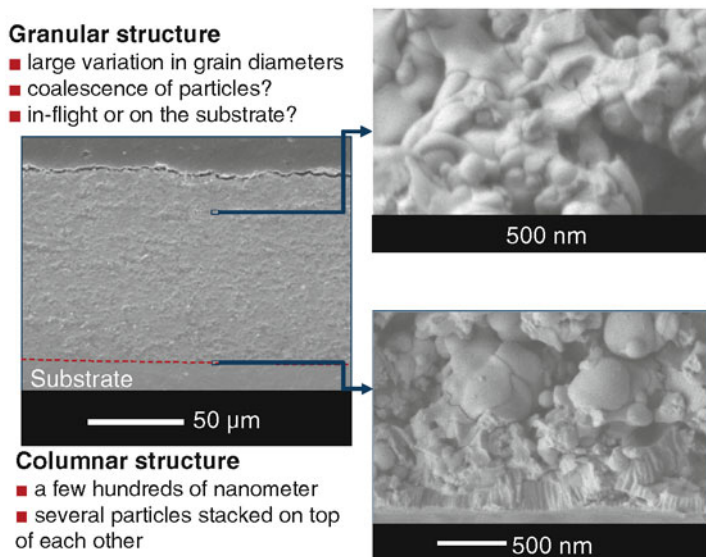 Granular structure
■ large variation in grain diameters
■ coalescence of particles?
■ in-flight or on the substrate?
500 nm
Substrate
50 µm
Columnar structure
■ a few hundreds of nanometer
■ several particles stacked on top
of each other
500 nm